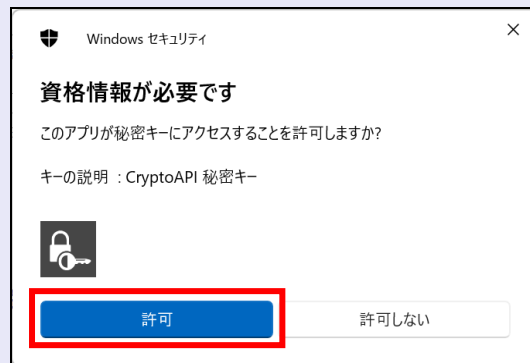 Windows セキュリティ
資格情報が必要です
このアプリが秘密キーにアクセスすることを許可しますか?
キーの説明 : CryptoAPI 秘密キー
許可 許可しない